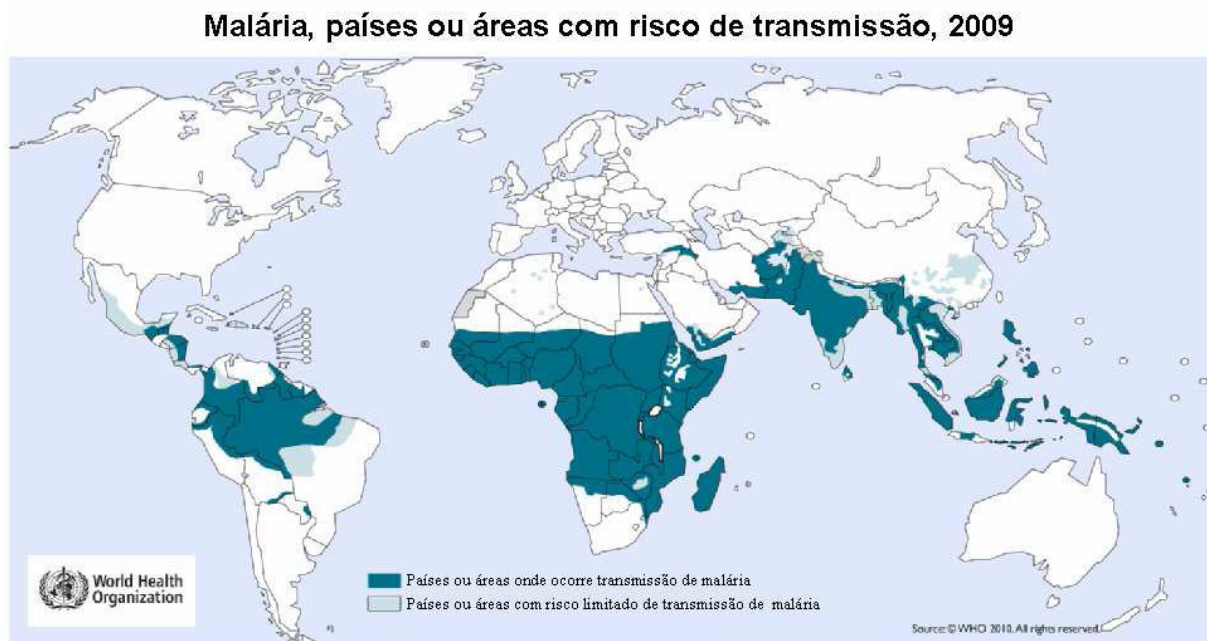 Malária, países ou áreas com risco de transmissão, 2009
World Health
Organization
Países ou áreas onde ocorre transmissão de malária
Países ou áreas com risco limitado de transmissão de malária
Source: © WHO 2010. All rights reserved.